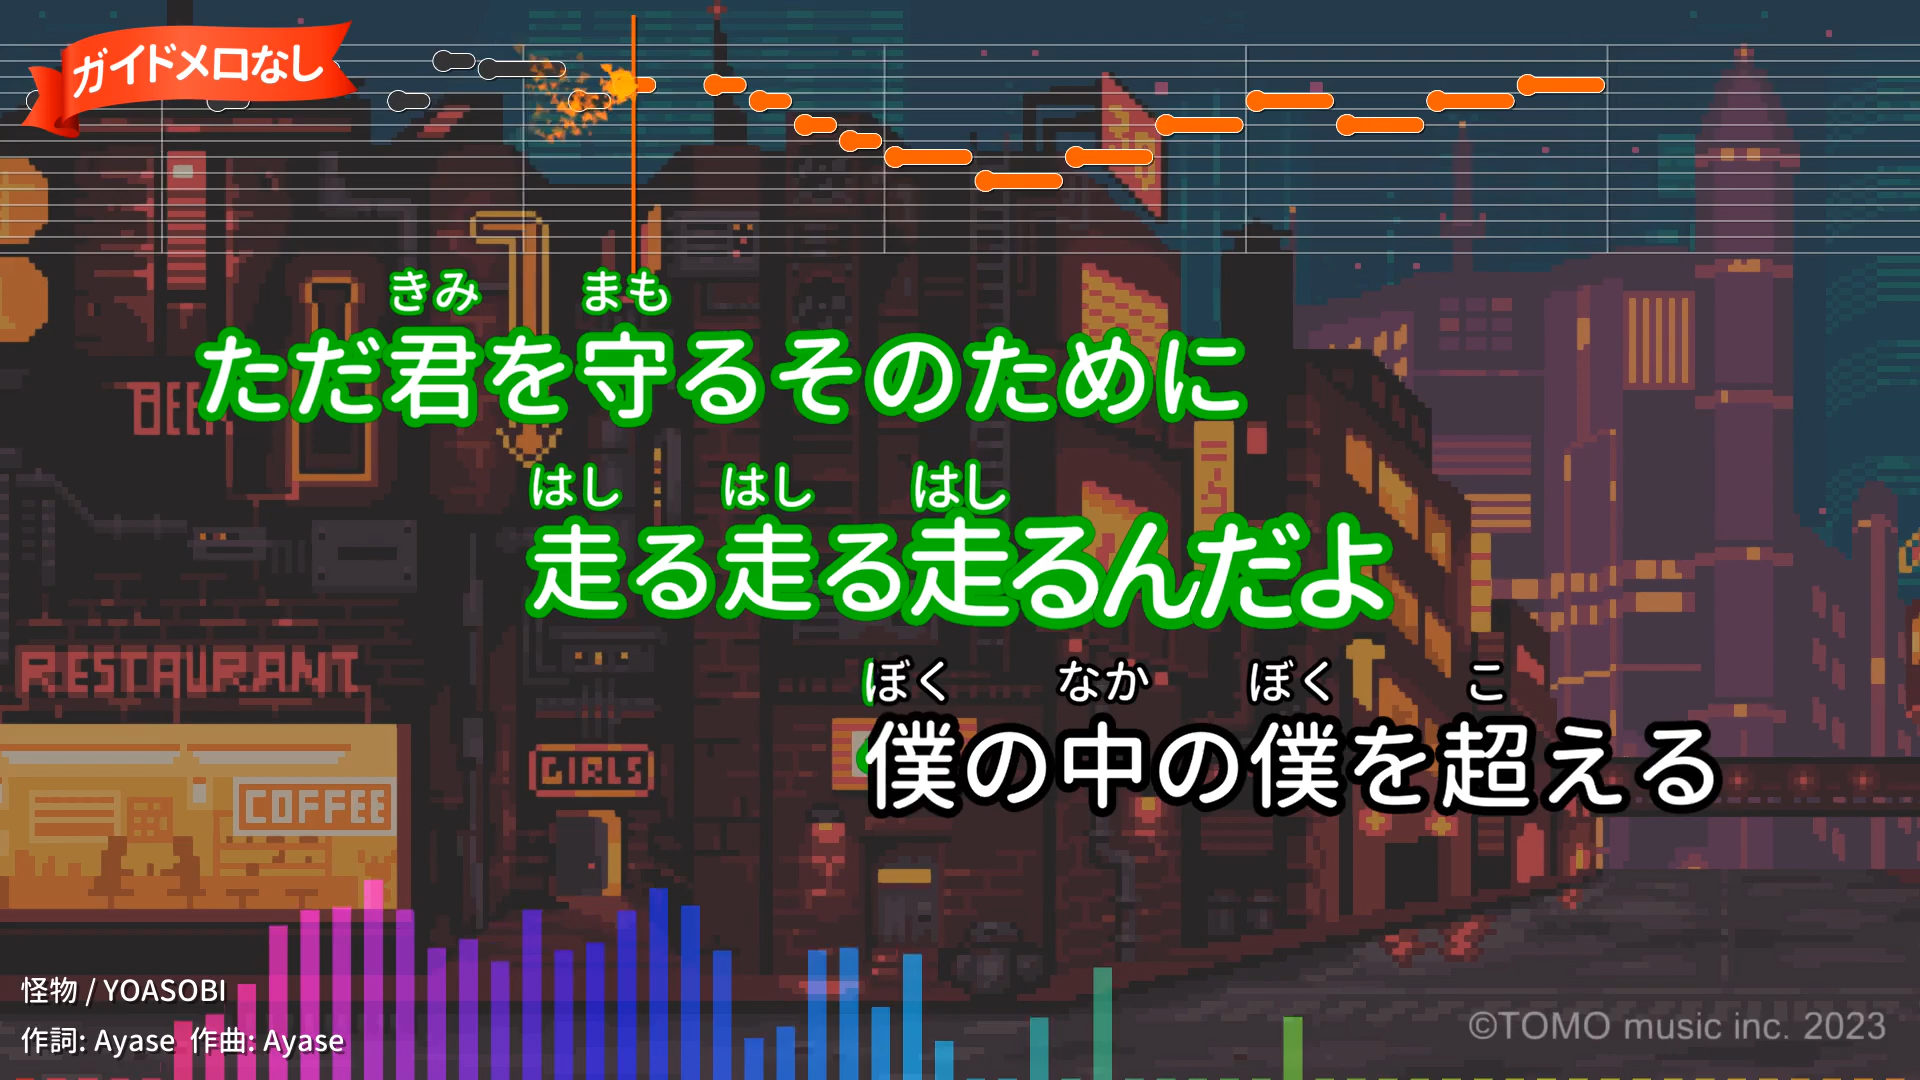 ガイドメロなし
きみ まも
ただ君を守るそのために
はし はし はし
走る走る走るんだよ
ぼく なか ぼく こ
僕の中の僕を超える
BEE
RESTAURANT
GIRLS
COFFEE
怪物 / YOASOBI
作詞: Ayase 作曲: Ayase
©TOMO music inc. 2023